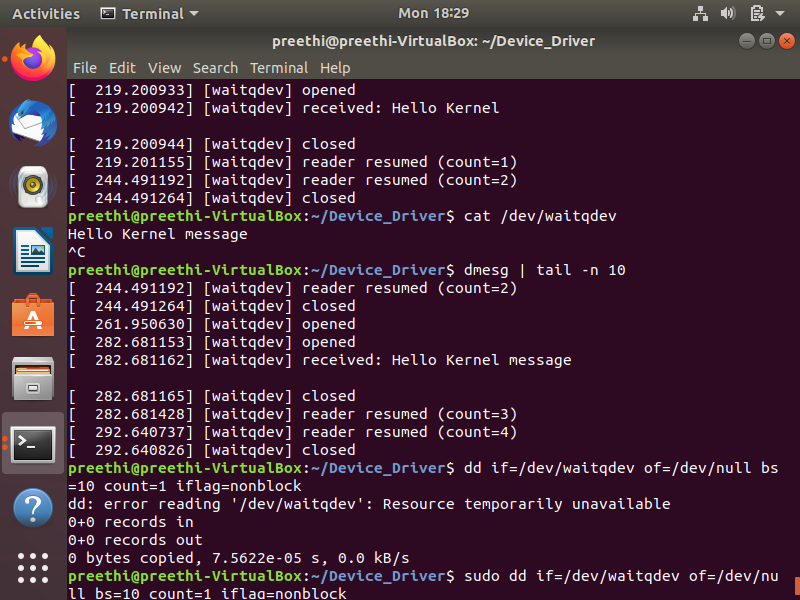 Activities Terminal Mon 18:29
preethi@preethi-VirtualBox: ~/Device_Driver
File Edit View Search Terminal Help
[  219.200933] [waitqdev] opened
[  219.200942] [waitqdev] received: Hello Kernel
[  219.200944] [waitqdev] closed
[  219.201155] [waitqdev] reader resumed (count=1)
[  244.491192] [waitqdev] reader resumed (count=2)
[  244.491264] [waitqdev] closed
preethi@preethi-VirtualBox:~/Device_Driver$ cat /dev/waitqdev
Hello Kernel message
^C
preethi@preethi-VirtualBox:~/Device_Driver$ dmesg | tail -n 10
[  244.491192] [waitqdev] reader resumed (count=2)
[  244.491264] [waitqdev] closed
[  261.950630] [waitqdev] opened
[  282.681153] [waitqdev] opened
[  282.681162] [waitqdev] received: Hello Kernel message
[  282.681165] [waitqdev] closed
[  282.681428] [waitqdev] reader resumed (count=3)
[  292.640737] [waitqdev] reader resumed (count=4)
[  292.640826] [waitqdev] closed
preethi@preethi-VirtualBox:~/Device_Driver$ dd if=/dev/waitqdev of=/dev/null bs
=10 count=1 iflag=nonblock
dd: error reading '/dev/waitqdev': Resource temporarily unavailable
0+0 records in
0+0 records out
0 bytes copied, 7.5622e-05 s, 0.0 kB/s
preethi@preethi-VirtualBox:~/Device_Driver$ sudo dd if=/dev/waitqdev of=/dev/nu
ll bs=10 count=1 iflag=nonblock